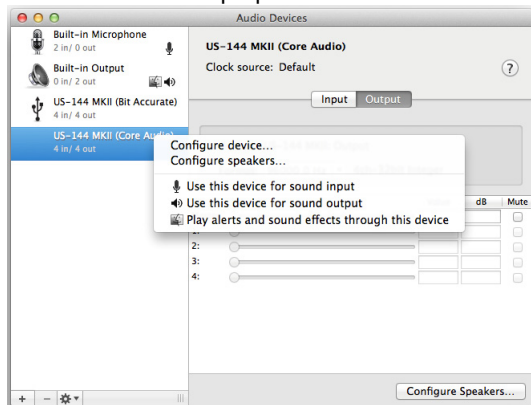 Audio Devices
Built-in Microphone
2 in/ 0 out
Built-in Output
0 in/ 2 out
US-144 MKII (Bit Accurate)
4 in/ 4 out
US-144 MKII (Core Audio)
4 in/ 4 out
US-144 MKII (Core Audio)
Clock source: Default
?
Input Output
Configure device...
Configure speakers...
Use this device for sound input
Use this device for sound output
Play alerts and sound effects through this device
dB Mute
2:
3:
4:
+ −
Configure Speakers...